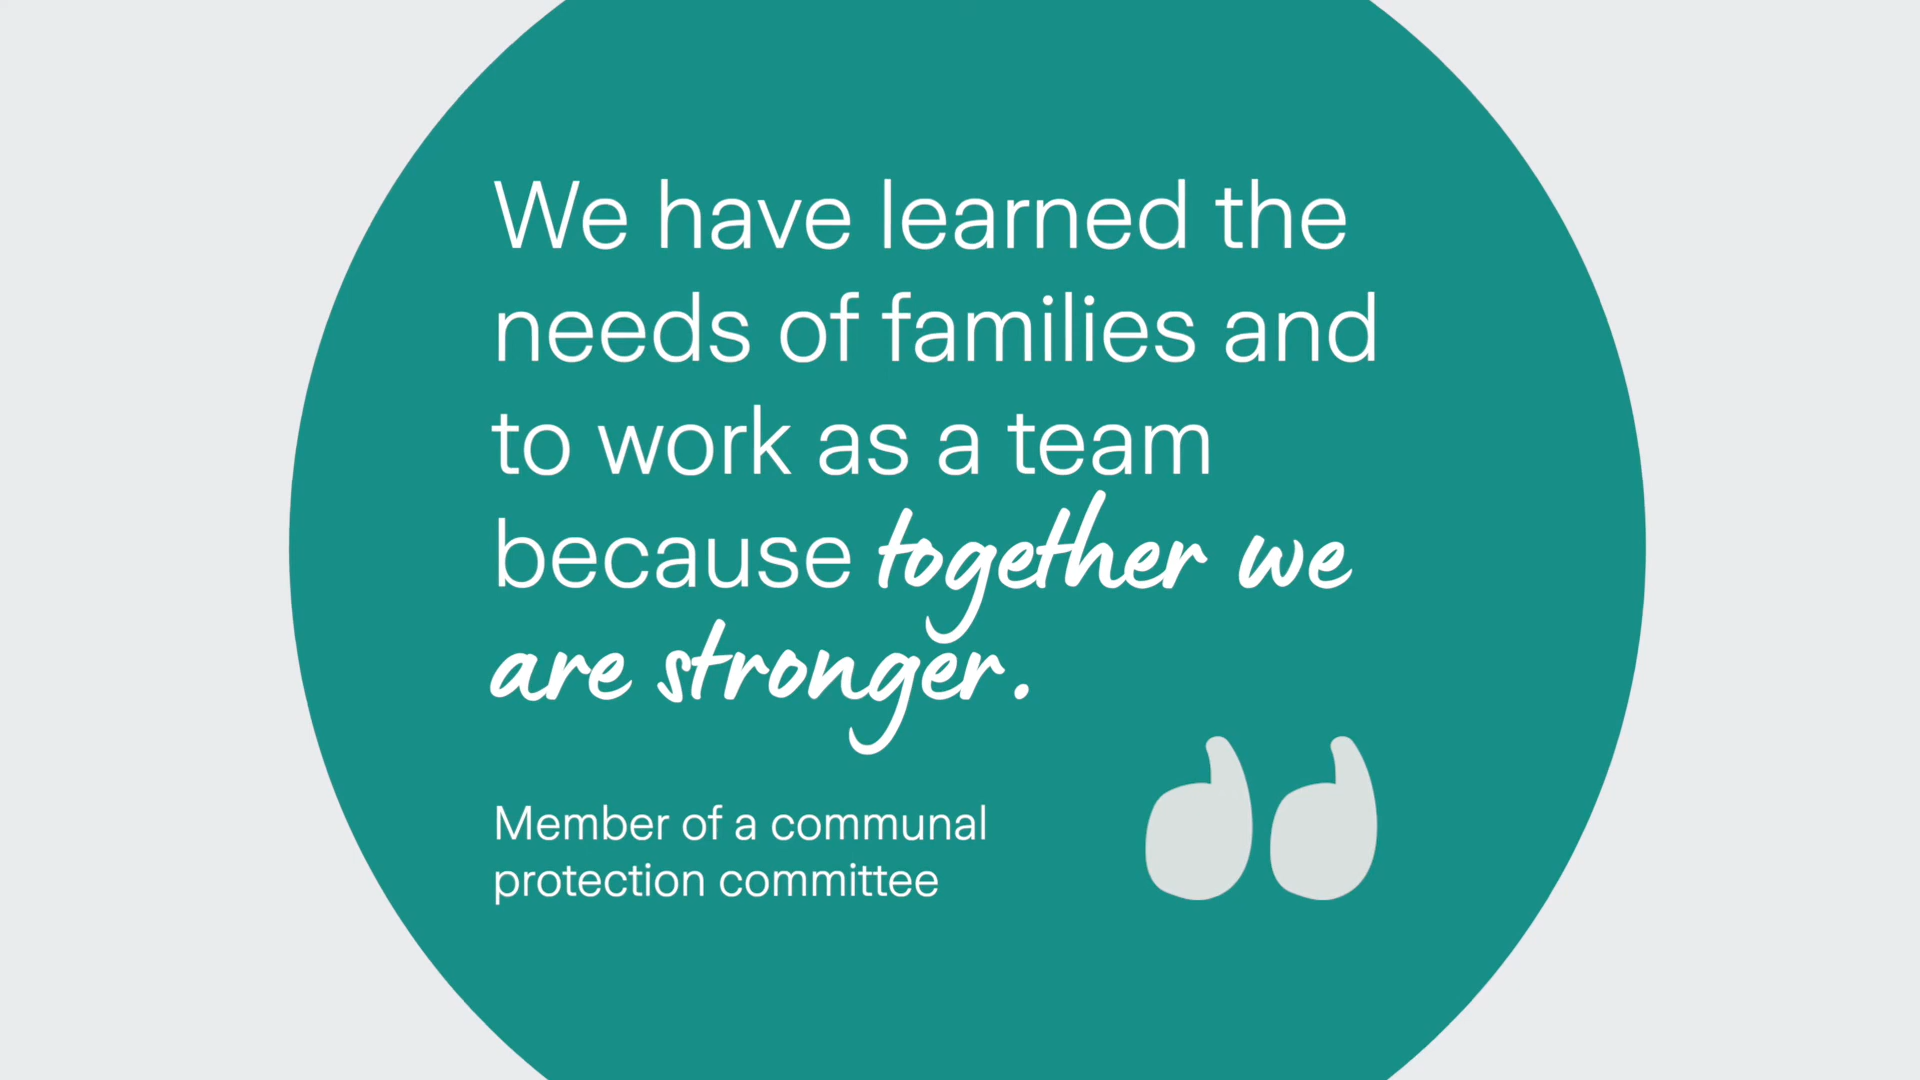 We have learned the
needs of families and
to work as a team
because together we
are stronger.
Member of a communal
protection committee